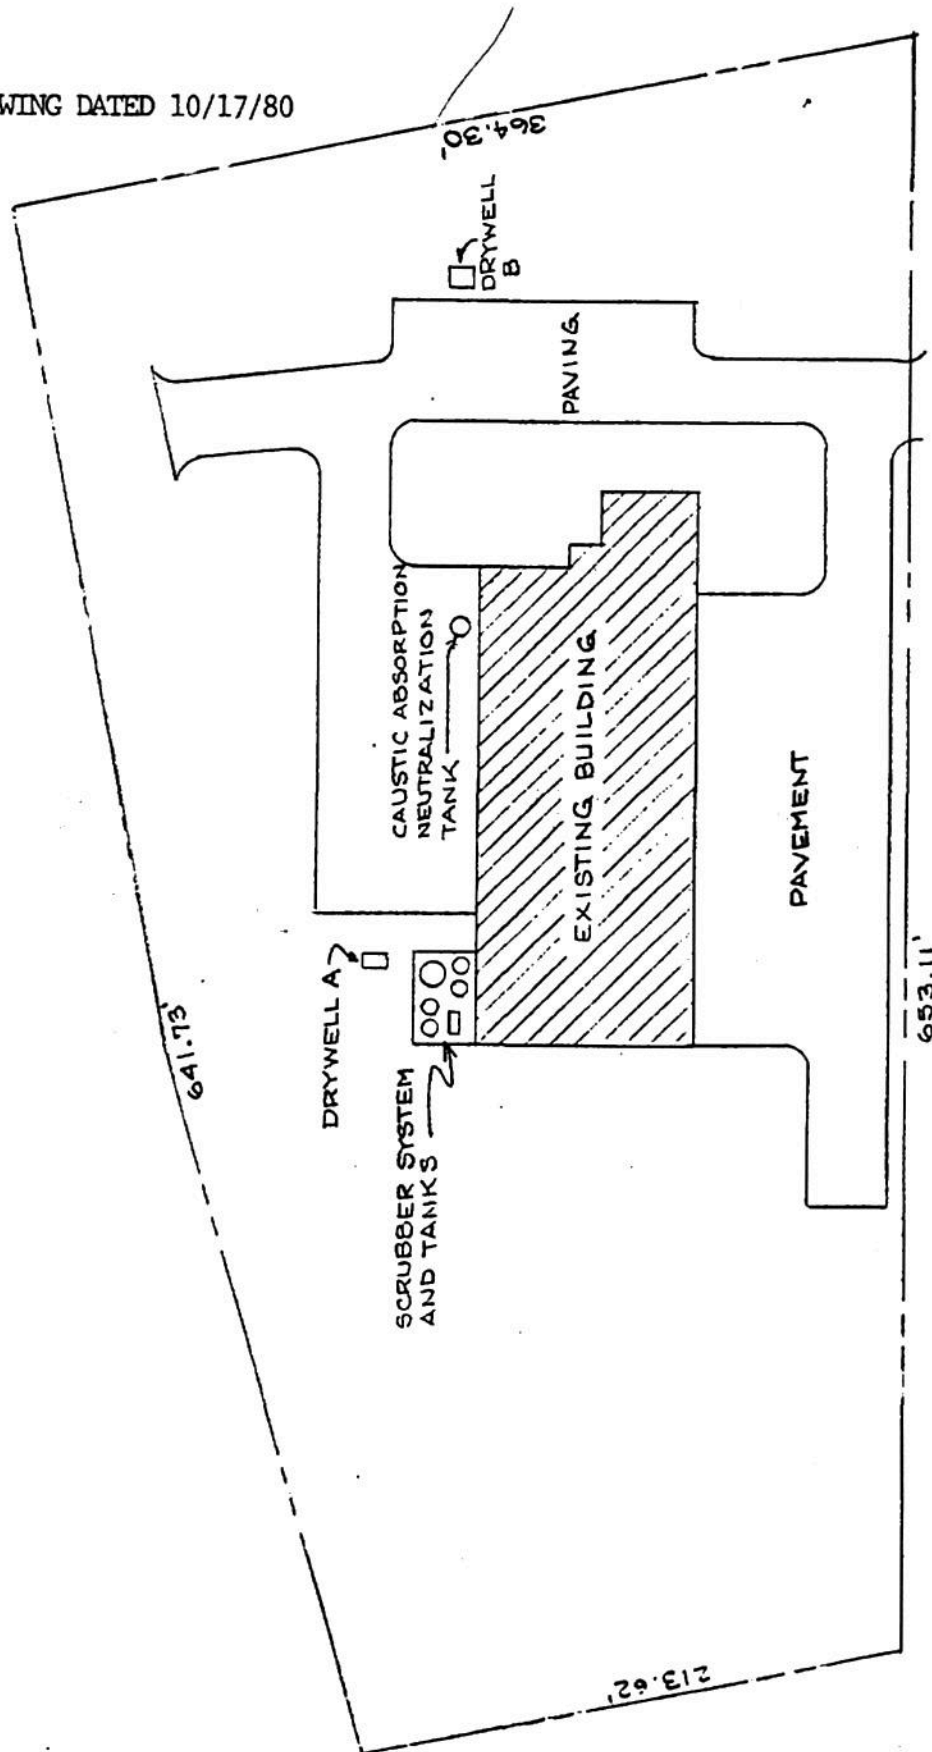 WING DATED 10/17/80
364.30'
DRYWELL
B
PAVING
CAUSTIC ABSORPTION
NEUTRALIZATION
TANK
EXISTING BUILDING
PAVEMENT
DRYWELL A
641.73'
653.11'
SCRUBBER SYSTEM
AND TANKS
213.62'